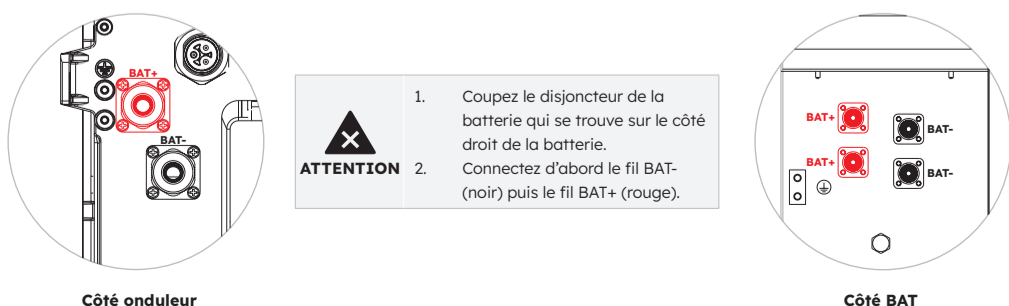 BAT+
BAT-
ATTENTION
1. Coupez le disjoncteur de la
batterie qui se trouve sur le côté
droit de la batterie.
2. Connectez d'abord le fil BAT-
(noir) puis le fil BAT+ (rouge).
BAT+
BAT-
BAT+
BAT-
Côté onduleur
Côté BAT